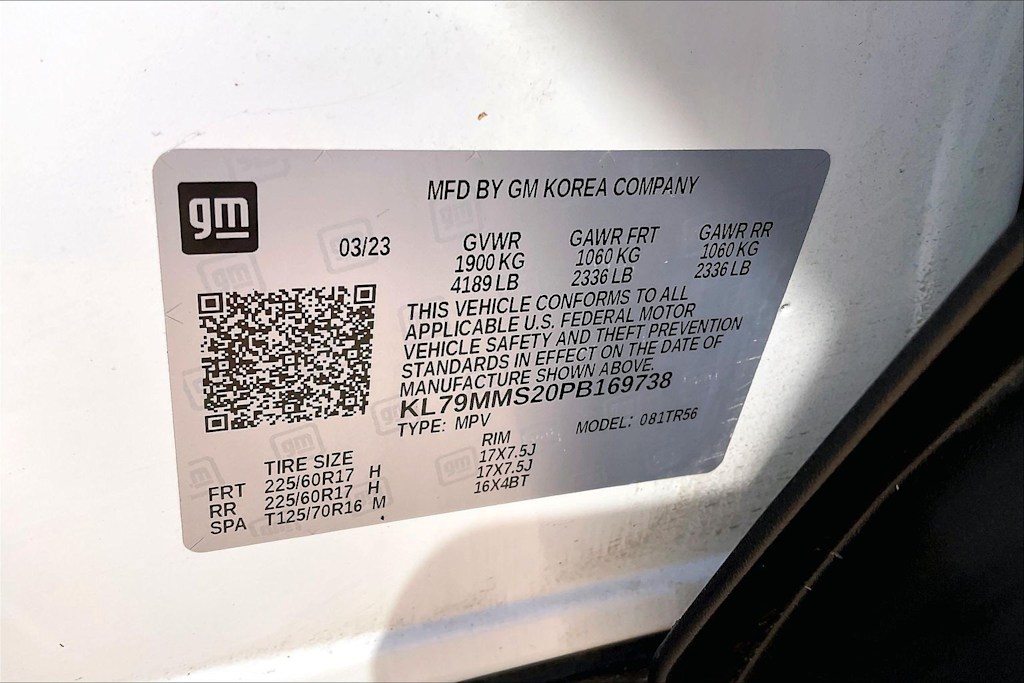 gm
MFD BY GM KOREA COMPANY
03/23
GVWR GAWR FRT GAWR RR
1900 KG 1060 KG 1060 KG
4189 LB 2336 LB 2336 LB
THIS VEHICLE CONFORMS TO ALL
APPLICABLE U.S. FEDERAL MOTOR
VEHICLE SAFETY AND THEFT PREVENTION
STANDARDS IN EFFECT ON THE DATE OF
MANUFACTURE SHOWN ABOVE.
KL79MMS20PB169738
TYPE: MPV MODEL: 081TR56
TIRE SIZE RIM
FRT 225/60R17 H 17X7.5J
RR 225/60R17 H 17X7.5J
SPA T125/70R16 M 16X4BT